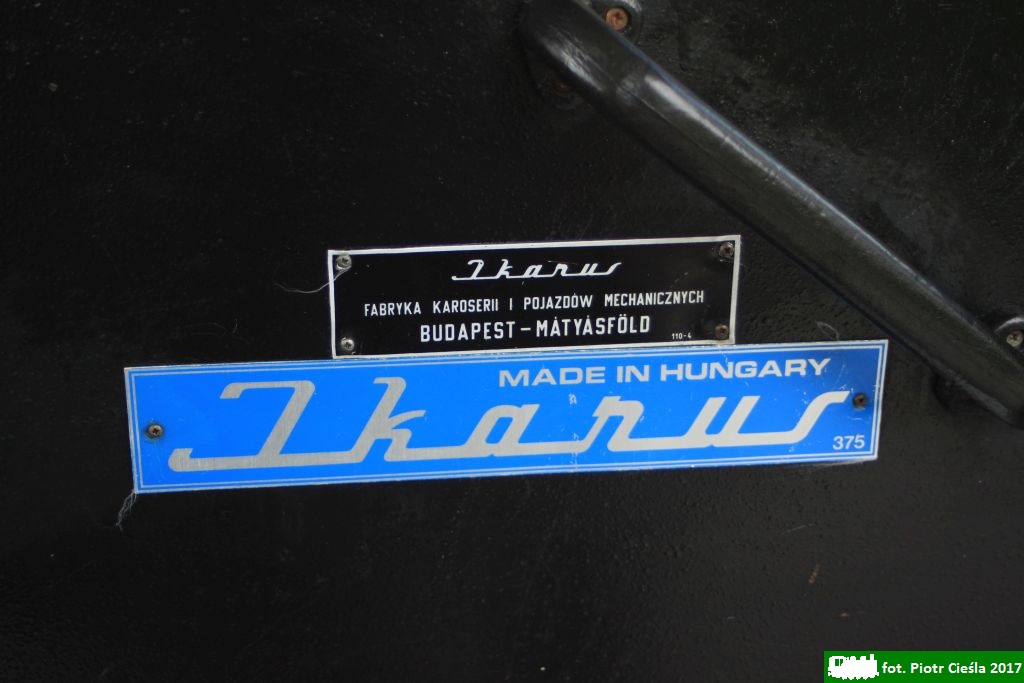 Ikarus
FABRYKA KAROSERII I POJAZDÓW MECHANICZNYCH
BUDAPEST-MÁTYÁSFÖLD
110-4
MADE IN HUNGARY
Ikarus
375
fot. Piotr Cieśla 2017